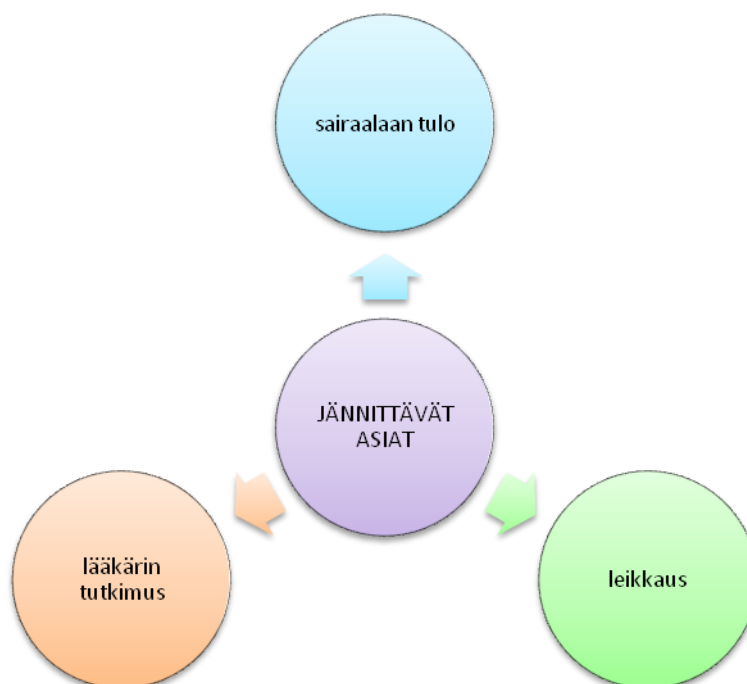 sairaalaan tulo
JÄNNITTÄVÄT
ASIAT
lääkärin
tutkimus
leikkaus